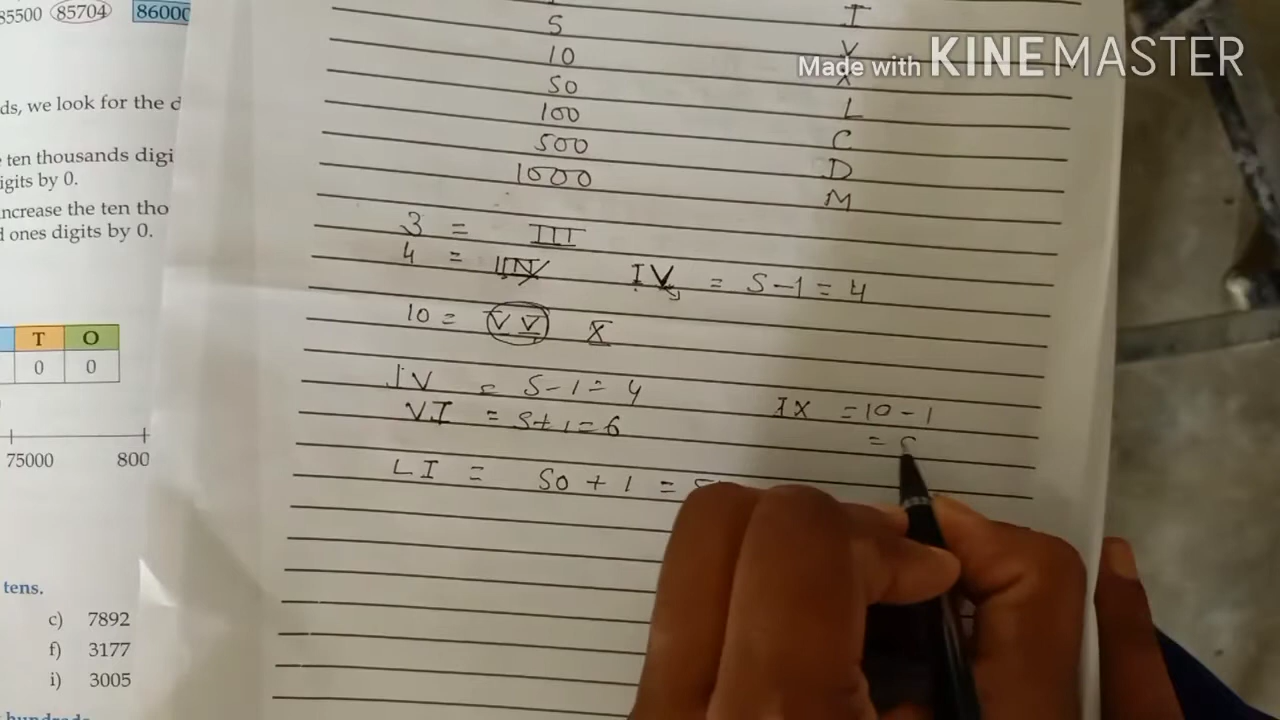 85500 85704 86000
I
5 V
10 X
50 L
100 C
500 D
1000 M
Made with KINEMASTER
ds, we look for the d
ten thousands digi
igits by 0.
ncrease the ten tho
d ones digits by 0.
3 = III
4 = IV = 5-1=4
10 = VV X
IV = 5-1=4
VI = 5+1=6
IX = 10-1
=
LI = 50+1 =
T O
0 0
75000 800
tens.
c) 7892
f) 3177
i) 3005
hundreds